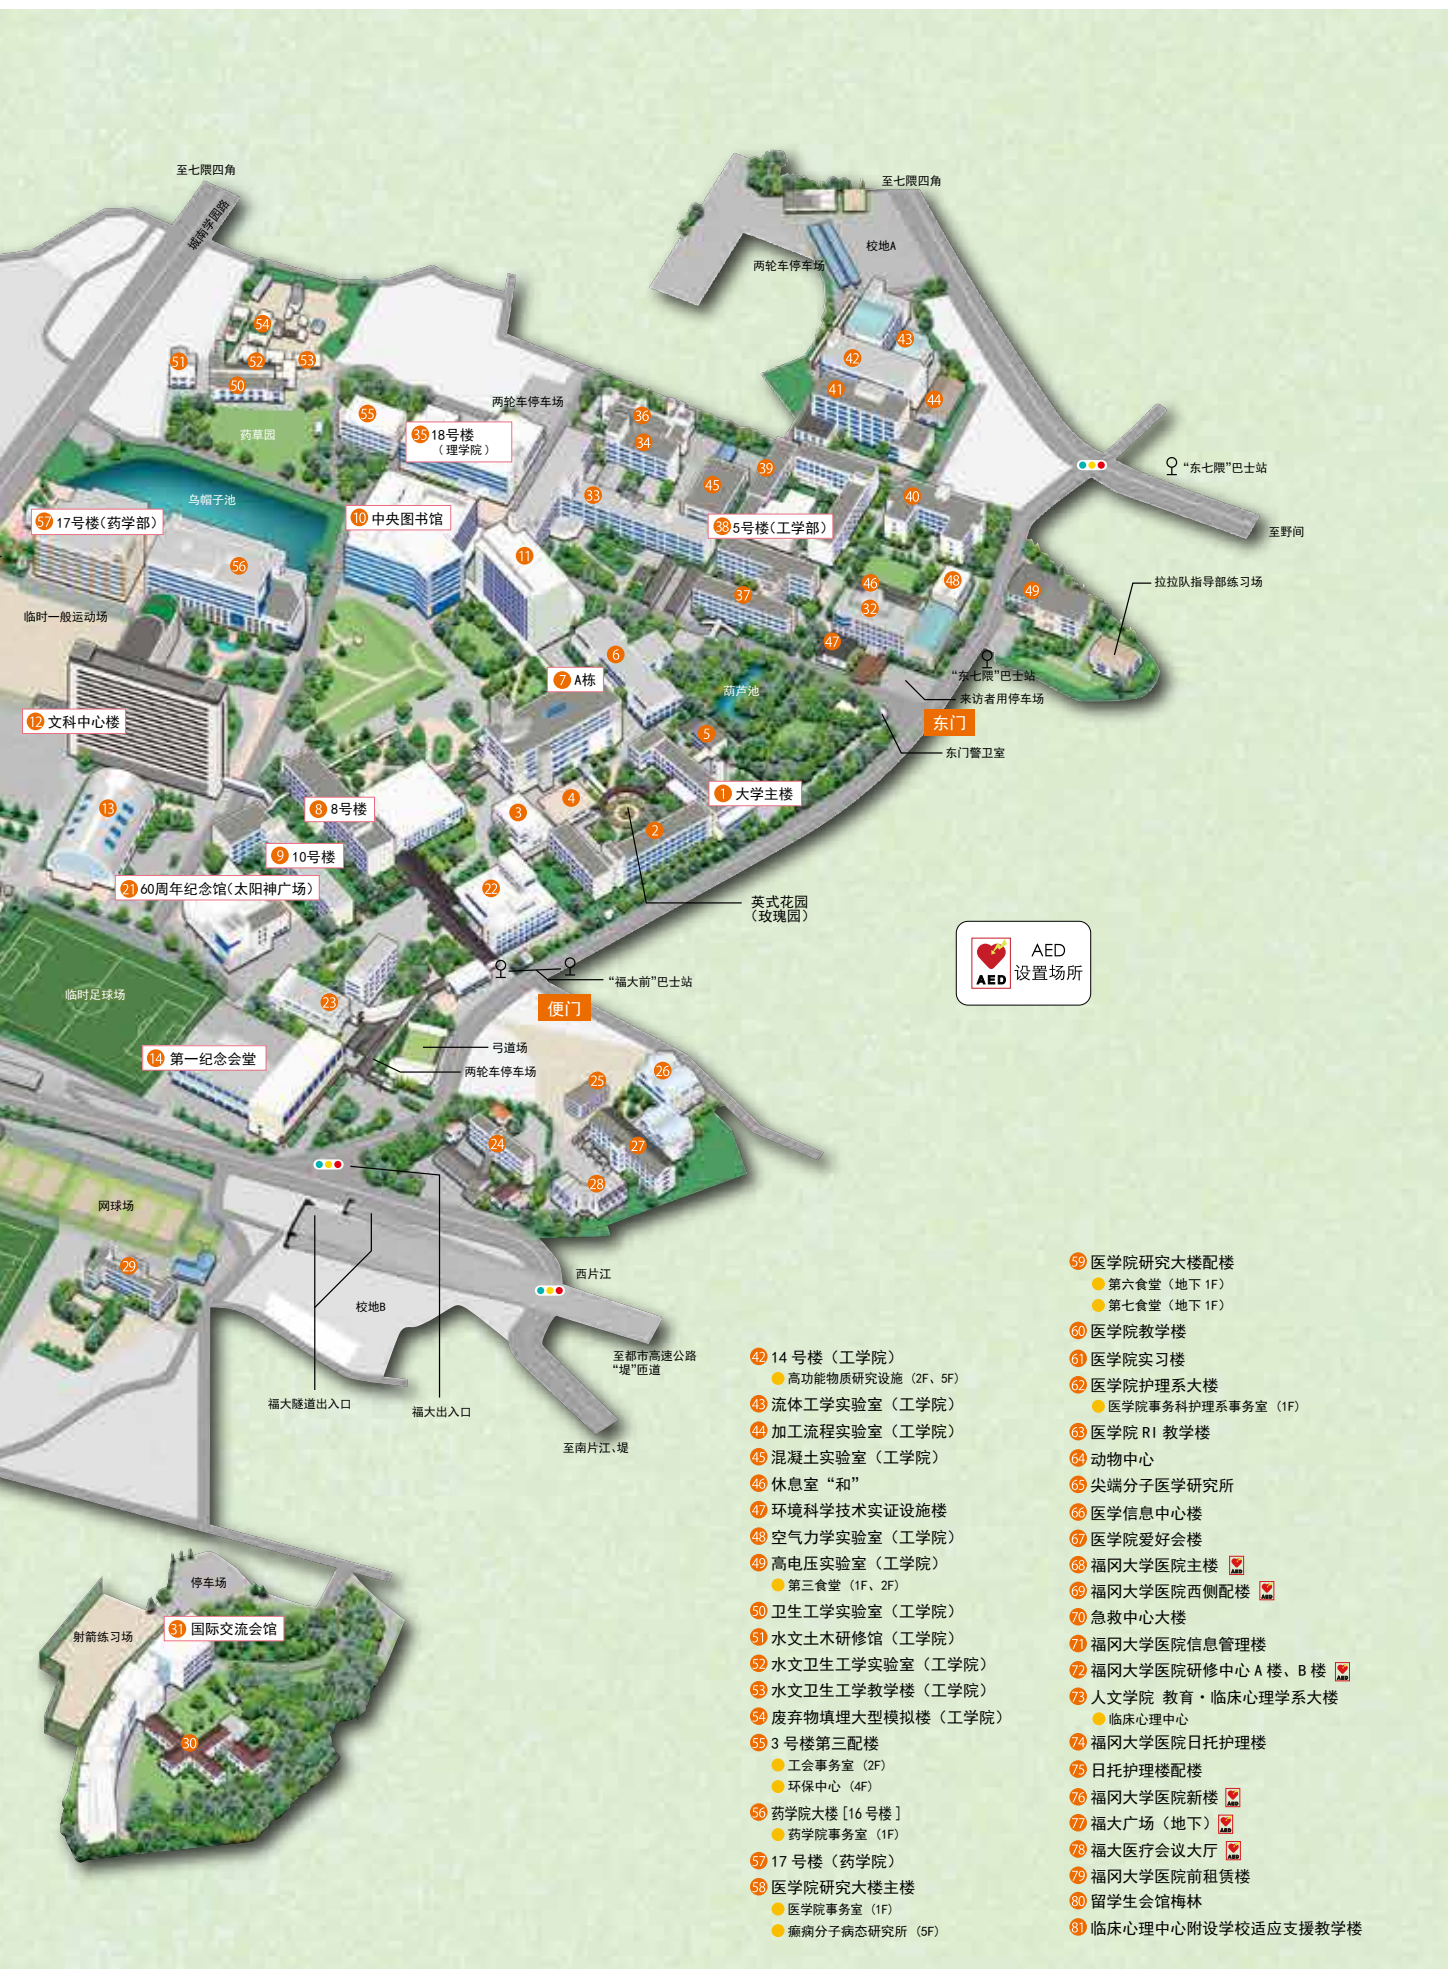 至七隈四角
城南学园路
至七隈四角
校地A
两轮车停车场
54
51
52
53
50
43
42
41
44
药草园
55
两轮车停车场
35 18号楼
（理学院）
36
34
39
45
33
40
“东七隈”巴士站
至野间
乌帽子池
57 17号楼(药学部)
10 中央图书馆
38 5号楼(工学部)
11
56
37
46
48
32
49
47
拉拉队指导部练习场
临时一般运动场
6
7 A栋
葫芦池
“东七隈”巴士站
来访者用停车场
东门
东门警卫室
12 文科中心楼
5
1 大学主楼
13
8 8号楼
3
4
2
9 10号楼
21 60周年纪念馆(太阳神广场)
22
英式花园
(玫瑰园)
AED
AED
设置场所
临时足球场
23
“福大前”巴士站
便门
14 第一纪念会堂
弓道场
两轮车停车场
25
26
24
27
28
网球场
29
校地B
西片江
至都市高速公路
“堤”匝道
福大隧道出入口
福大出入口
至南片江、堤
停车场
射箭练习场
31 国际交流会馆
30
42 14 号楼（工学院）
高功能物质研究设施（2F、5F）
43 流体工学实验室（工学院）
44 加工流程实验室（工学院）
45 混凝土实验室（工学院）
46 休息室“和”
47 环境科学技术实证设施楼
48 空气力学实验室（工学院）
49 高电压实验室（工学院）
第三食堂（1F、2F）
50 卫生工学实验室（工学院）
51 水文土木研修馆（工学院）
52 水文卫生工学实验室（工学院）
53 水文卫生工学教学楼（工学院）
54 废弃物填埋大型模拟楼（工学院）
55 3 号楼第三配楼
工会事务室（2F）
环保中心（4F）
56 药学院大楼 [16 号楼 ]
药学院事务室（1F）
57 17 号楼（药学院）
58 医学院研究大楼主楼
医学院事务室（1F）
癫痫分子病态研究所（5F）
59 医学院研究大楼配楼
第六食堂（地下 1F）
第七食堂（地下 1F）
60 医学院教学楼
61 医学院实习楼
62 医学院护理系大楼
医学院事务科护理系事务室（1F）
63 医学院 RI 教学楼
64 动物中心
65 尖端分子医学研究所
66 医学信息中心楼
67 医学院爱好会楼
68 福冈大学医院主楼 AED
69 福冈大学医院西侧配楼 AED
70 急救中心大楼
71 福冈大学医院信息管理楼
72 福冈大学医院研修中心 A 楼、B 楼 AED
73 人文学院 教育・临床心理学系大楼
临床心理中心
74 福冈大学医院日托护理楼
75 日托护理楼配楼
76 福冈大学医院新楼 AED
77 福大广场（地下）AED
78 福大医疗会议大厅 AED
79 福冈大学医院前租赁楼
80 留学生会馆梅林
81 临床心理中心附设学校适应支援教学楼